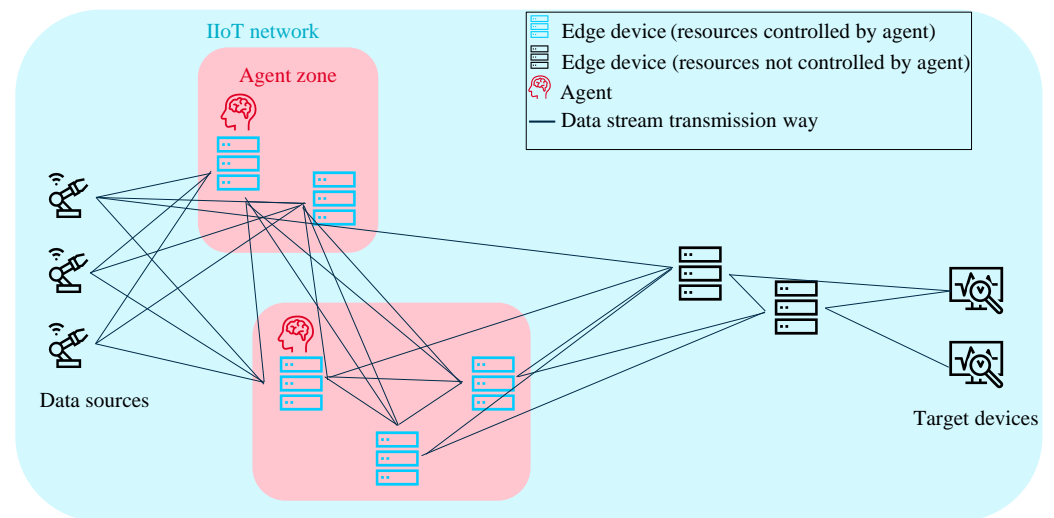 IIoT network
Agent zone
Edge device (resources controlled by agent)
Edge device (resources not controlled by agent)
Agent
Data stream transmission way
Data sources
Target devices